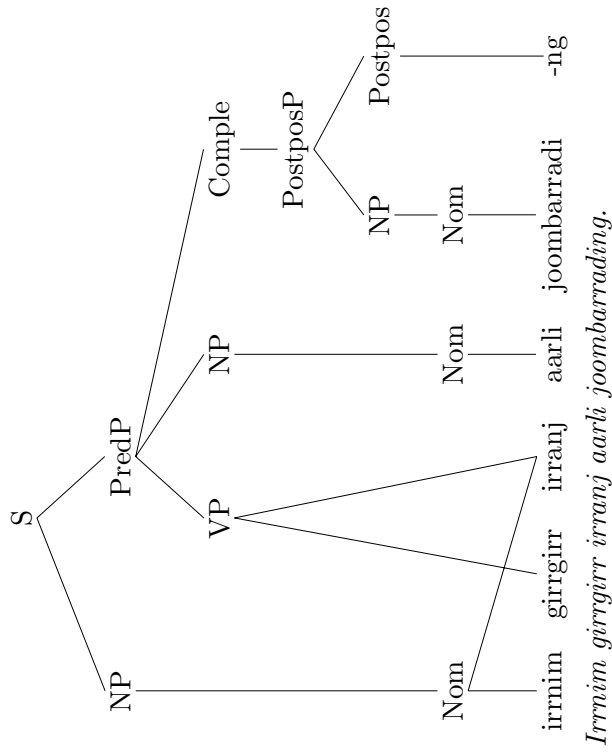 S
NP PredP
VP NP Comple
PostposP
NP Postpos
Nom Nom Nom
irrnim girrgirr irranj aarli joombarradi -ng
Irrnim girrgirr irranj aarli joombarrading.